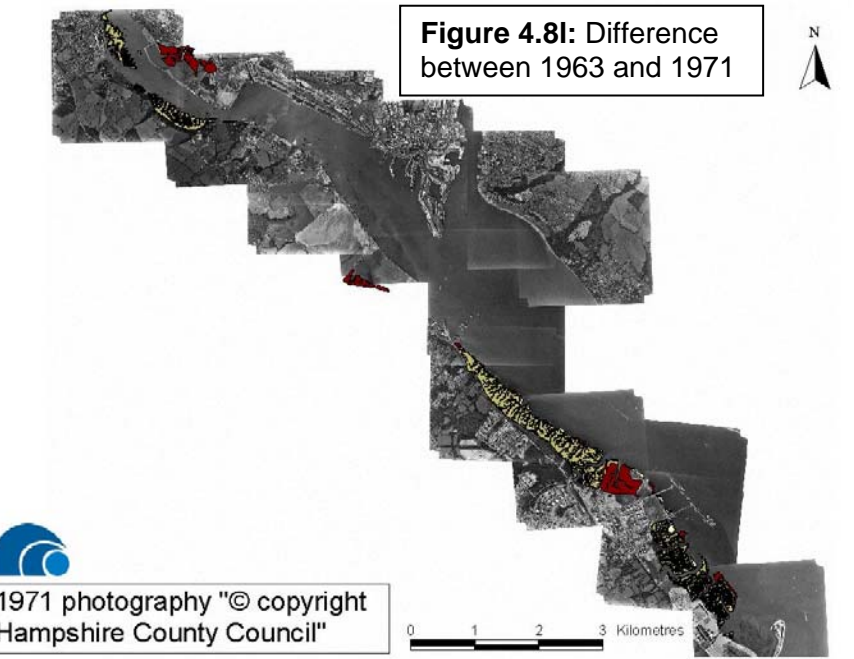 Figure 4.8I: Difference
between 1963 and 1971
N
1971 photography "© copyright
Hampshire County Council"
0 1 2 3 Kilometres